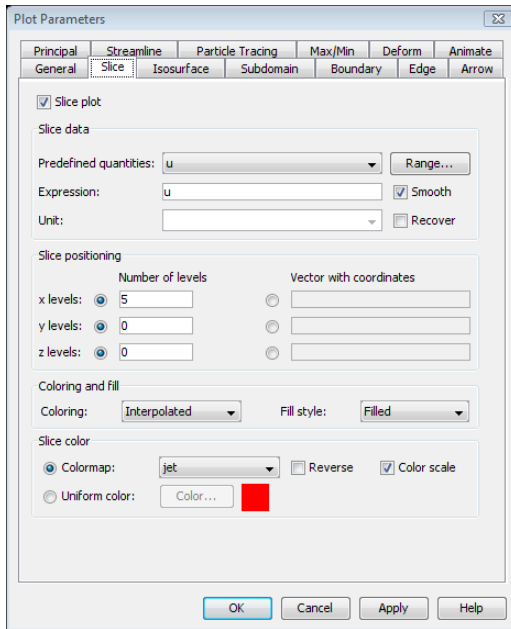 Plot Parameters
Principal Streamline Particle Tracing Max/Min Deform Animate
General Slice Isosurface Subdomain Boundary Edge Arrow
Slice plot
Slice data
Predefined quantities: u Range...
Expression: u Smooth
Unit: Recover
Slice positioning
Number of levels Vector with coordinates
x levels: 5
y levels: 0
z levels: 0
Coloring and fill
Coloring: Interpolated Fill style: Filled
Slice color
Colormap: jet Reverse Color scale
Uniform color: Color...
OK Cancel Apply Help